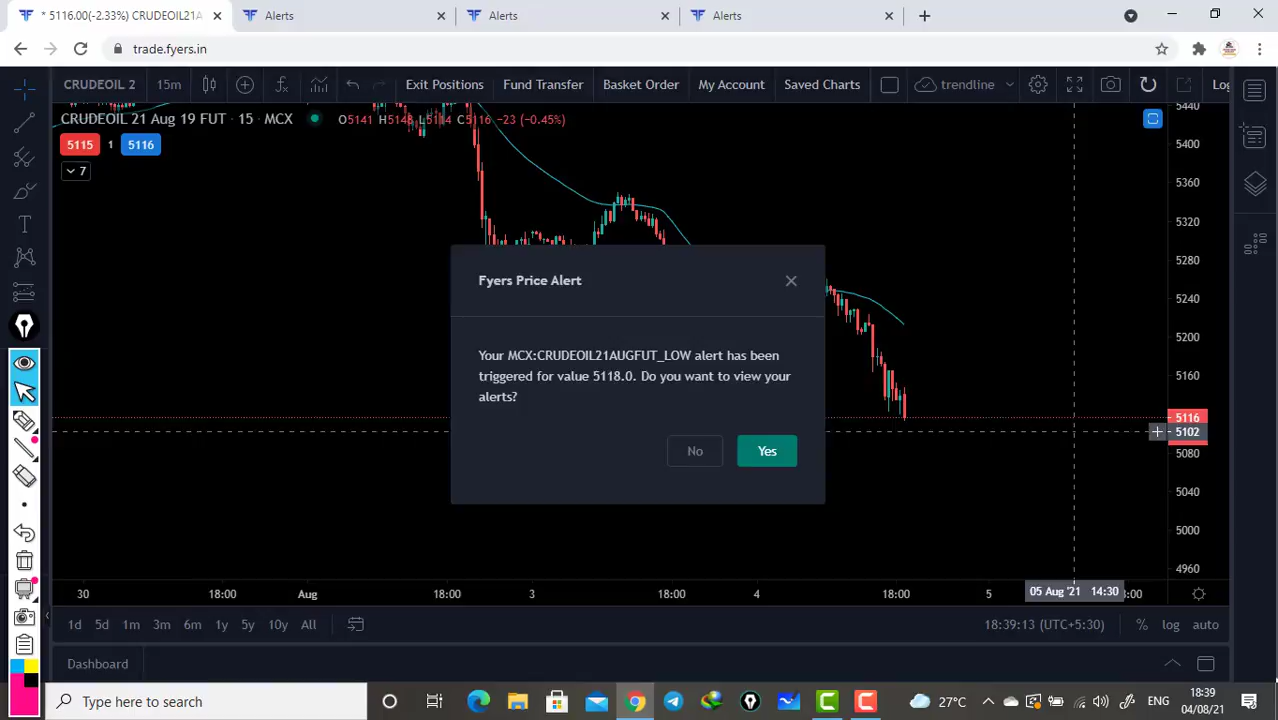 * 5116.00(-2.33%) CRUDEOIL21A
Alerts
Alerts
Alerts
trade.fyers.in
CRUDEOIL 2
15m
Exit Positions
Fund Transfer
Basket Order
My Account
Saved Charts
trendline
Log
CRUDEOIL 21 Aug 19 FUT · 15 · MCX
O5141 H5148 L5114 C5116 −23 (−0.45%)
5115 1 5116
7
5440
5400
5360
5320
5280
5240
5200
5160
5116
5102
5080
5040
5000
4960
Fyers Price Alert
Your MCX:CRUDEOIL21AUGFUT_LOW alert has been
triggered for value 5118.0. Do you want to view your
alerts?
No
Yes
30
18:00
Aug
18:00
3
18:00
4
18:00
5
05 Aug '21 14:30
:00
1d 5d 1m 3m 6m 1y 5y 10y All
18:39:13 (UTC+5:30)
% log auto
Dashboard
Type here to search
27°C
ENG
18:39
04/08/21